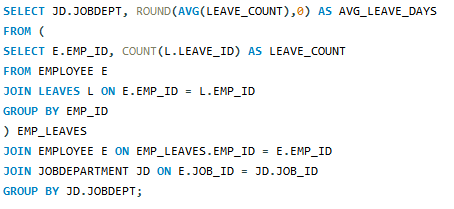 SELECT JD.JOBDEPT, ROUND(AVG(LEAVE_COUNT),0) AS AVG_LEAVE_DAYS
FROM (
SELECT E.EMP_ID, COUNT(L.LEAVE_ID) AS LEAVE_COUNT
FROM EMPLOYEE E
JOIN LEAVES L ON E.EMP_ID = L.EMP_ID
GROUP BY EMP_ID
) EMP_LEAVES
JOIN EMPLOYEE E ON EMP_LEAVES.EMP_ID = E.EMP_ID
JOIN JOBDEPARTMENT JD ON E.JOB_ID = JD.JOB_ID
GROUP BY JD.JOBDEPT;